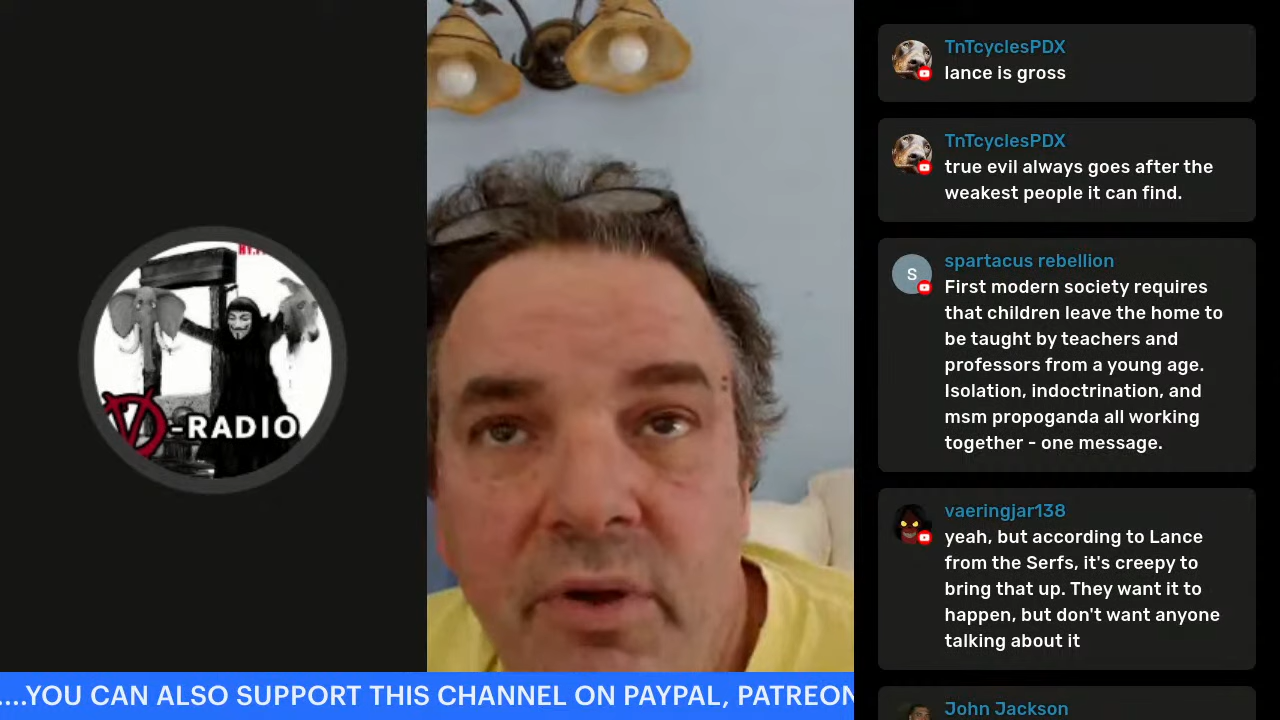 V-RADIO
....YOU CAN ALSO SUPPORT THIS CHANNEL ON PAYPAL, PATREON
TnTcyclesPDX
lance is gross
TnTcyclesPDX
true evil always goes after the
weakest people it can find.
S
spartacus rebellion
First modern society requires
that children leave the home to
be taught by teachers and
professors from a young age.
Isolation, indoctrination, and
msm propoganda all working
together - one message.
vaeringjar138
yeah, but according to Lance
from the Serfs, it's creepy to
bring that up. They want it to
happen, but don't want anyone
talking about it
John Jackson